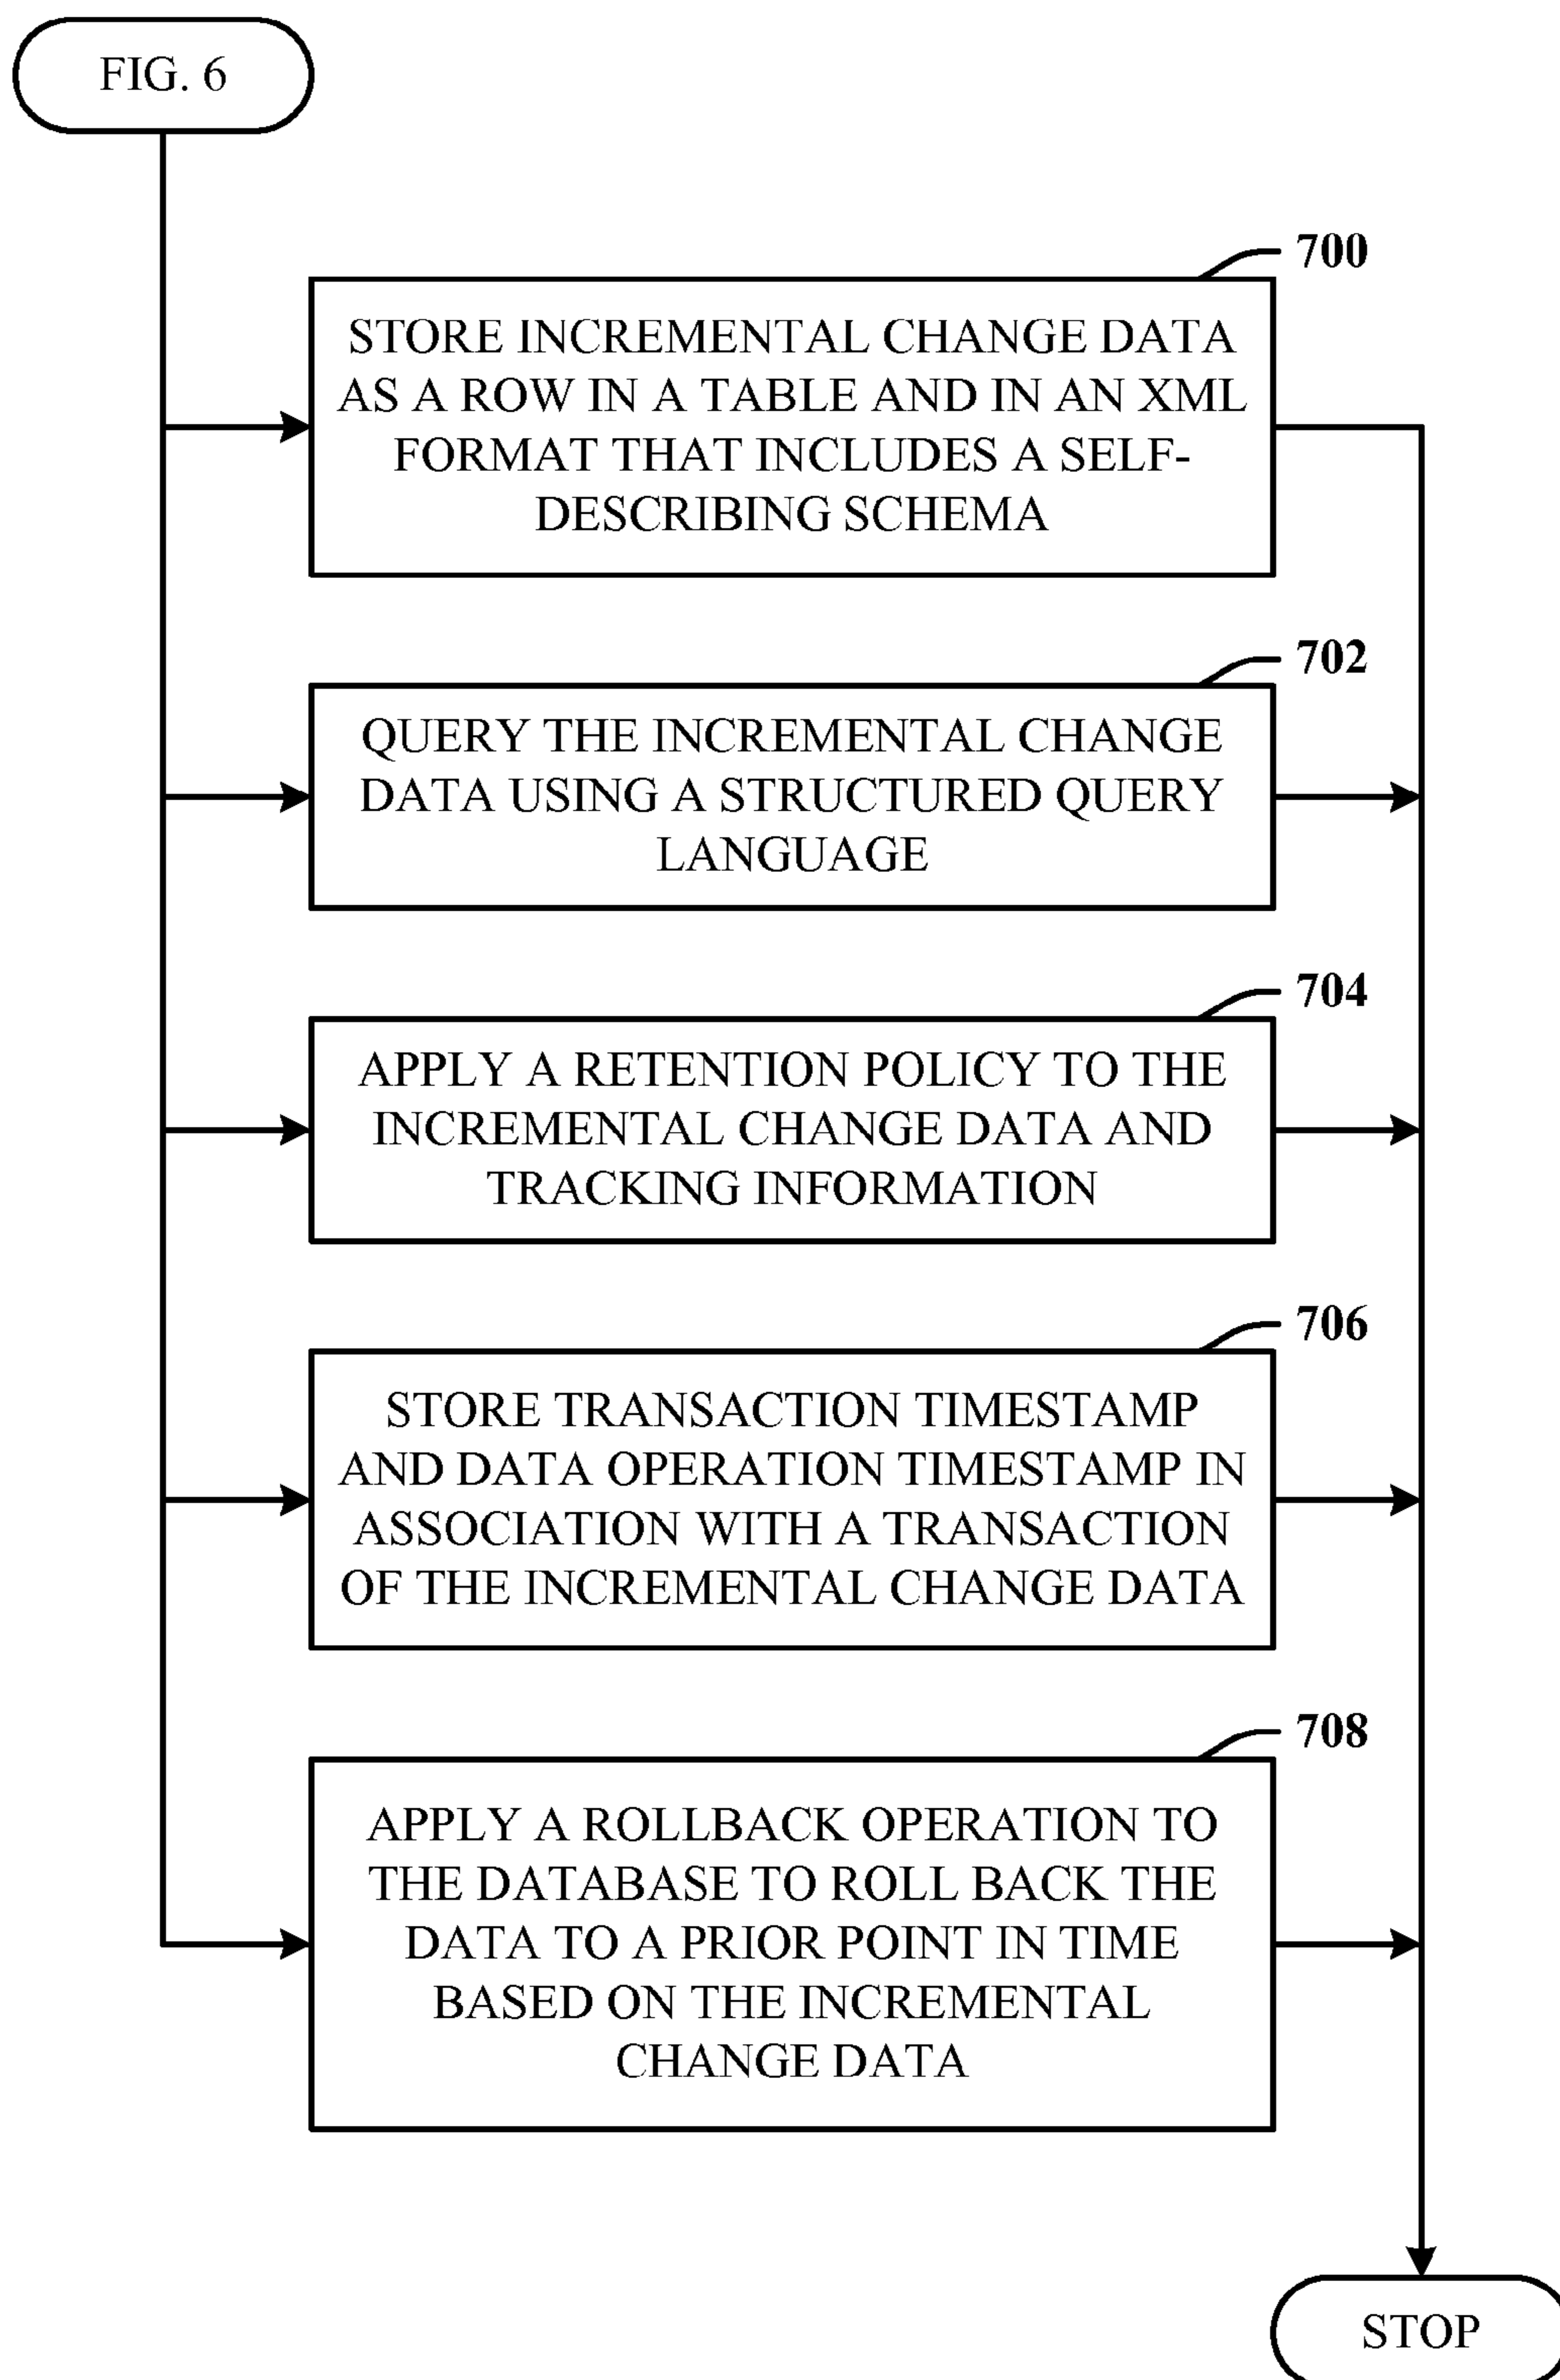 FIG. 6
700
STORE INCREMENTAL CHANGE DATA
AS A ROW IN A TABLE AND IN AN XML
FORMAT THAT INCLUDES A SELF-
DESCRIBING SCHEMA
702
QUERY THE INCREMENTAL CHANGE
DATA USING A STRUCTURED QUERY
LANGUAGE
704
APPLY A RETENTION POLICY TO THE
INCREMENTAL CHANGE DATA AND
TRACKING INFORMATION
706
STORE TRANSACTION TIMESTAMP
AND DATA OPERATION TIMESTAMP IN
ASSOCIATION WITH A TRANSACTION
OF THE INCREMENTAL CHANGE DATA
708
APPLY A ROLLBACK OPERATION TO
THE DATABASE TO ROLL BACK THE
DATA TO A PRIOR POINT IN TIME
BASED ON THE INCREMENTAL
CHANGE DATA
STOP